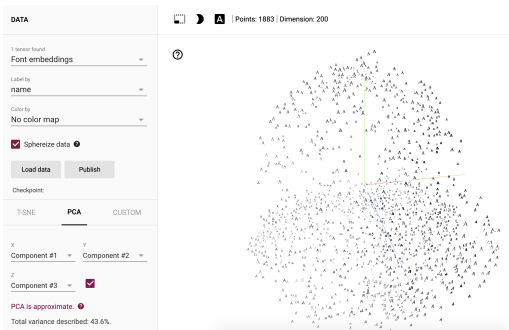 DATA
Points: 1883 | Dimension: 200
1 tensor found
Font embeddings
Label by
name
Color by
No color map
Sphereize data
Load data Publish
Checkpoint:
T-SNE PCA CUSTOM
X Y
Component #1 Component #2
Z
Component #3
PCA is approximate.
Total variance described: 43.6%.